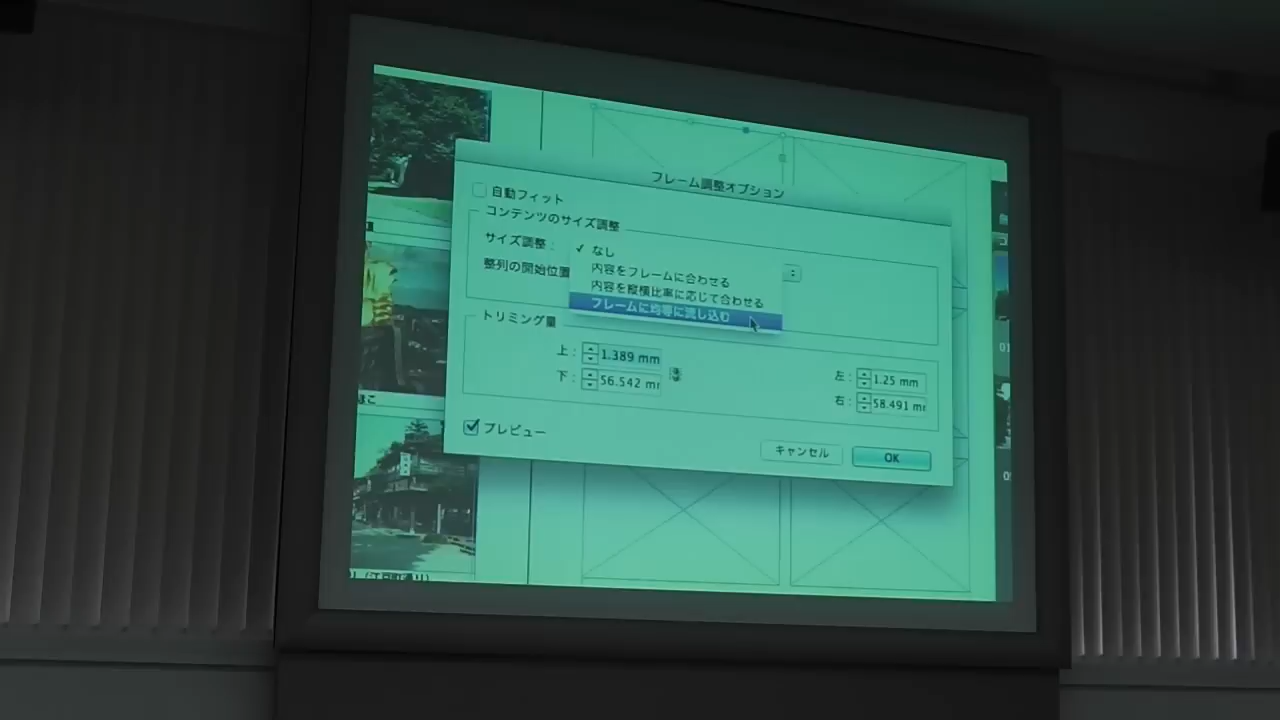 フレーム調整オプション
自動フィット
コンテンツのサイズ調整
サイズ調整：
なし
内容をフレームに合わせる
内容を縦横比率に応じて合わせる
フレームに均等に流し込む
整列の開始位置
トリミング量
上： 1.389 mm
下： 56.542 m
左： 1.25 mm
右： 58.491 m
プレビュー
キャンセル
OK